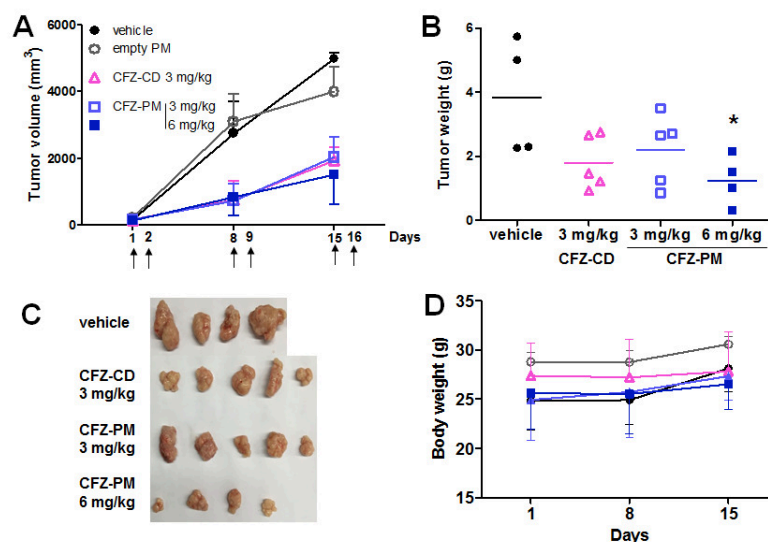 A
Tumor volume (mm³)
6000
4000
2000
0
vehicle
empty PM
CFZ-CD 3 mg/kg
CFZ-PM 3 mg/kg
6 mg/kg
1 2 8 9 15 16 Days
B
Tumor weight (g)
6
4
2
0
*
vehicle 3 mg/kg 3 mg/kg 6 mg/kg
CFZ-CD CFZ-PM
C
vehicle
CFZ-CD
3 mg/kg
CFZ-PM
3 mg/kg
CFZ-PM
6 mg/kg
D
Body weight (g)
35
30
25
20
15
1 8 15
Days